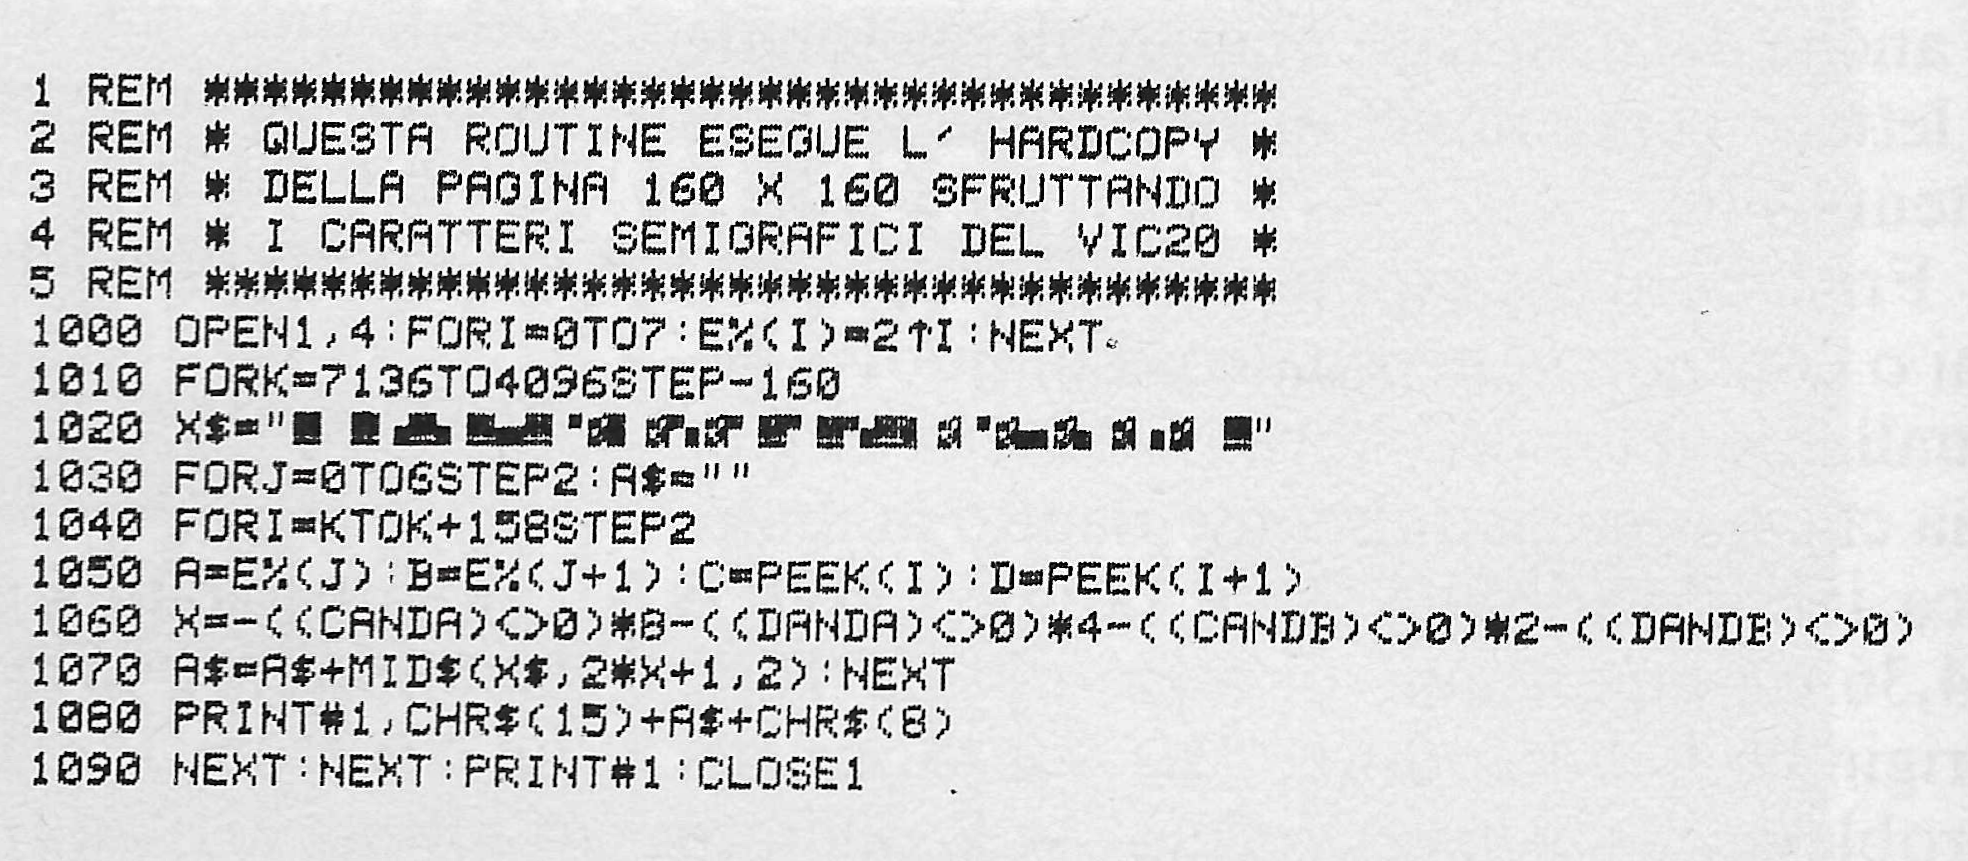 1 REM *************************************
2 REM * QUESTA ROUTINE ESEGUE L' HARDCOPY *
3 REM * DELLA PAGINA 160 X 160 SFRUTTANDO *
4 REM * I CARATTERI SEMIGRAFICI DEL VIC20 *
5 REM *************************************
1000 OPEN1,4:FORI=0TO7:E%(I)=2↑I:NEXT
1010 FORK=7136TO4096STEP-160
1020 X$=" "
1030 FORJ=0TO6STEP2:A$=""
1040 FORI=KTOK+158STEP2
1050 A=E%(J):B=E%(J+1):C=PEEK(I):D=PEEK(I+1)
1060 X=-((CANDA)<>0)*8-((DANDA)<>0)*4-((CANDB)<>0)*2-((DANDB)<>0)
1070 A$=A$+MID$(X$,2*X+1,2):NEXT
1080 PRINT#1,CHR$(15)+A$+CHR$(8)
1090 NEXT:NEXT:PRINT#1:CLOSE1